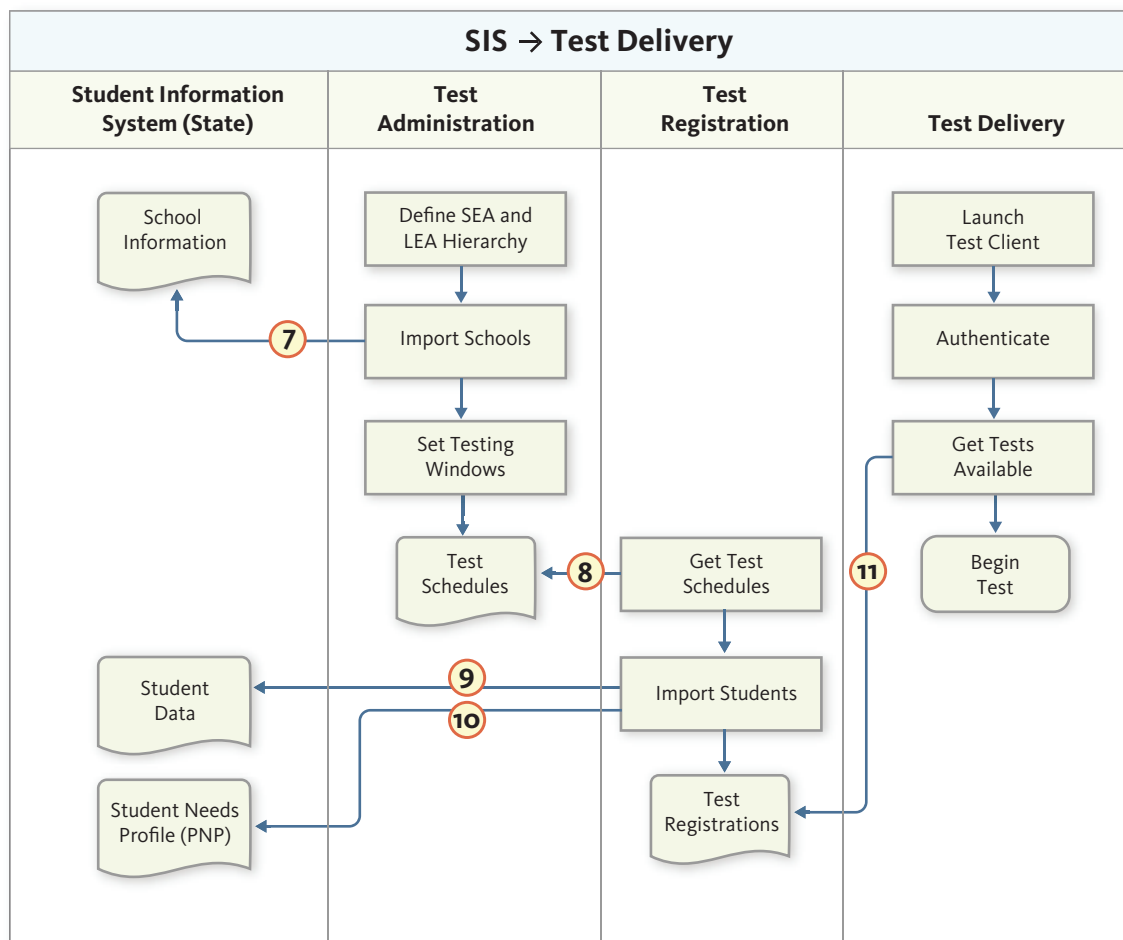 SIS → Test Delivery
Student Information
System (State)
Test
Administration
Test
Registration
Test Delivery
School
Information
Define SEA and
LEA Hierarchy
Launch
Test Client
7
Import Schools
Authenticate
Set Testing
Windows
Get Tests
Available
Test
Schedules
8
Get Test
Schedules
11
Begin
Test
Student
Data
9
10
Import Students
Student Needs
Profile (PNP)
Test
Registrations